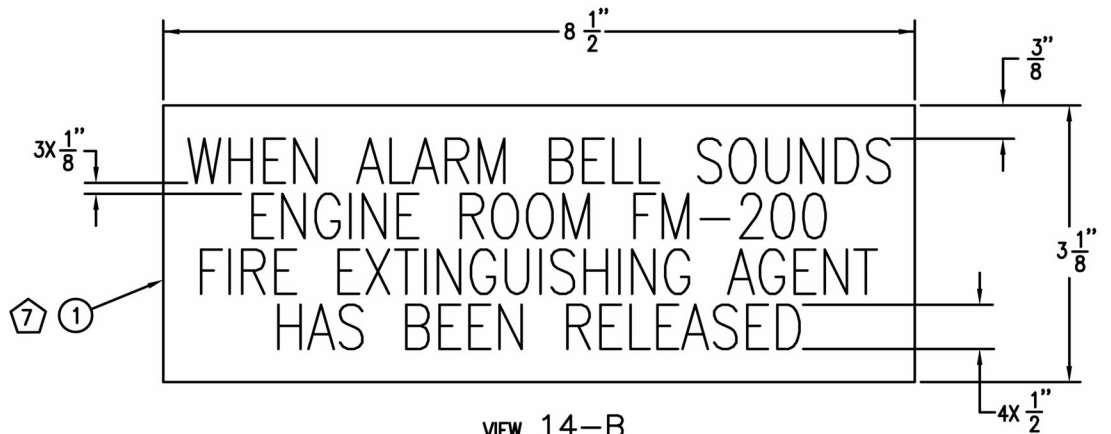 8 1/2"
3/8"
3X 1/8"
WHEN ALARM BELL SOUNDS
ENGINE ROOM FM-200
FIRE EXTINGUISHING AGENT
HAS BEEN RELEASED
3 1/8"
7 1
4X 1/2"
VIEW 14-B